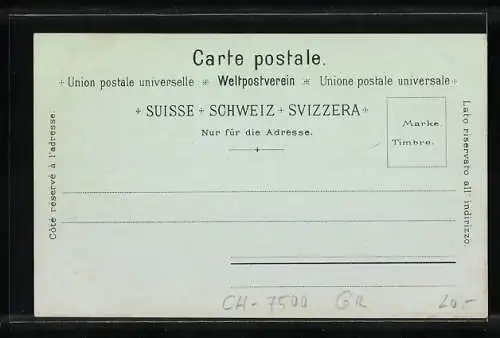 Carte postale.
+ Union postale universelle * Weltpostverein * Unione postale universale +
+ SUISSE + SCHWEIZ + SVIZZERA +
Nur für die Adresse.
Marke.
Timbre.
Côté réservé à l'adresse.
Lato riservato all' indirizzo.
CH-7500 GR 20.-